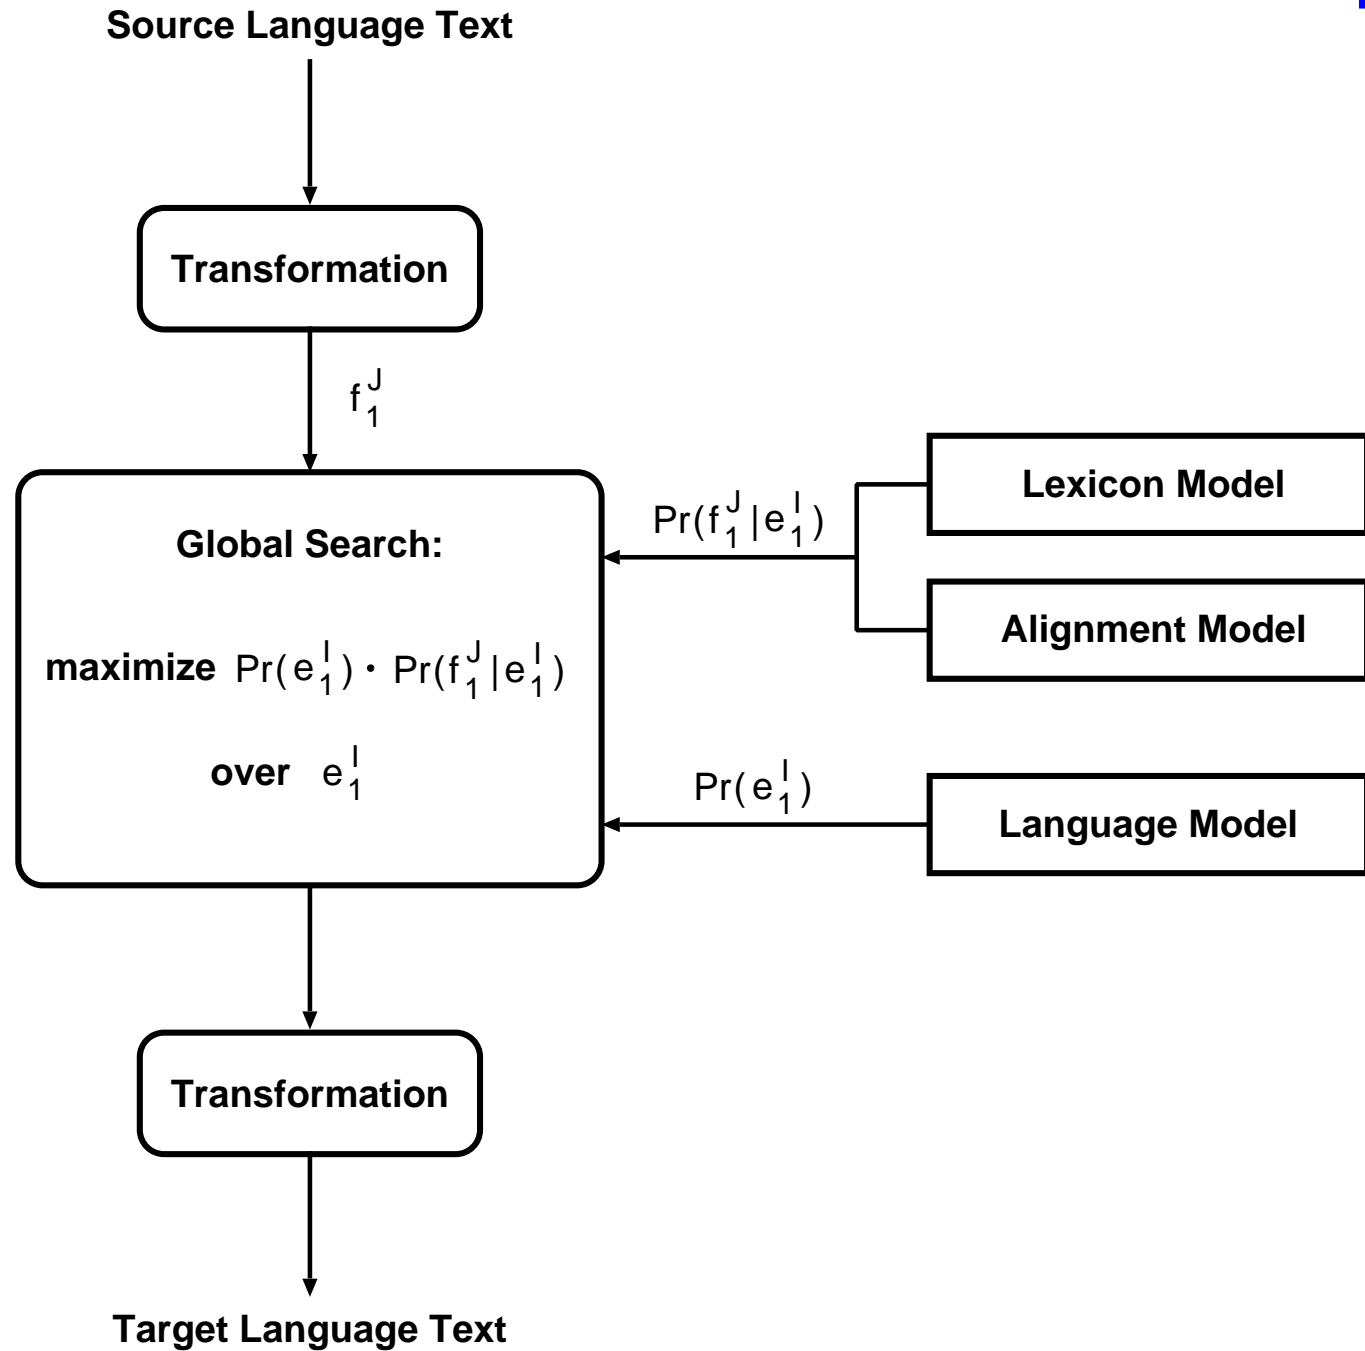 Source Language Text
Transformation
f_1^J
Global Search:
maximize Pr(e_1^I) · Pr(f_1^J|e_1^I)
over e_1^I
Pr(f_1^J|e_1^I)
Lexicon Model
Alignment Model
Pr(e_1^I)
Language Model
Transformation
Target Language Text